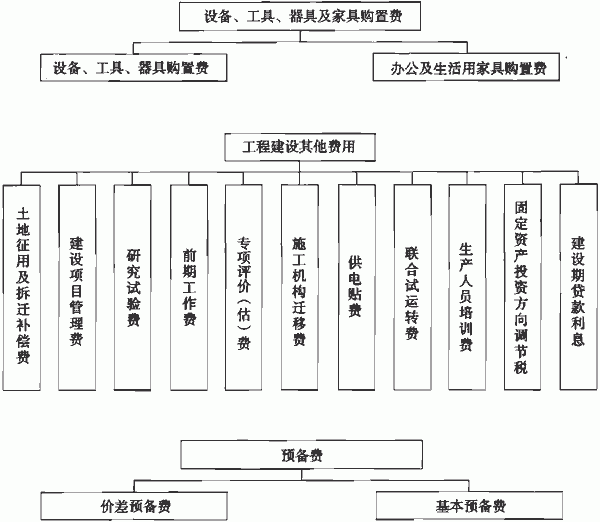 设备、工具、器具及家具购置费
设备、工具、器具购置费
办公及生活用家具购置费
工程建设其他费用
土地征用及拆迁补偿费
建设项目管理费
研究试验费
前期工作费
专项评价（估）费
施工机构迁移费
供电贴费
联合试运转费
生产人员培训费
固定资产投资方向调节税
建设期贷款利息
预备费
价差预备费
基本预备费